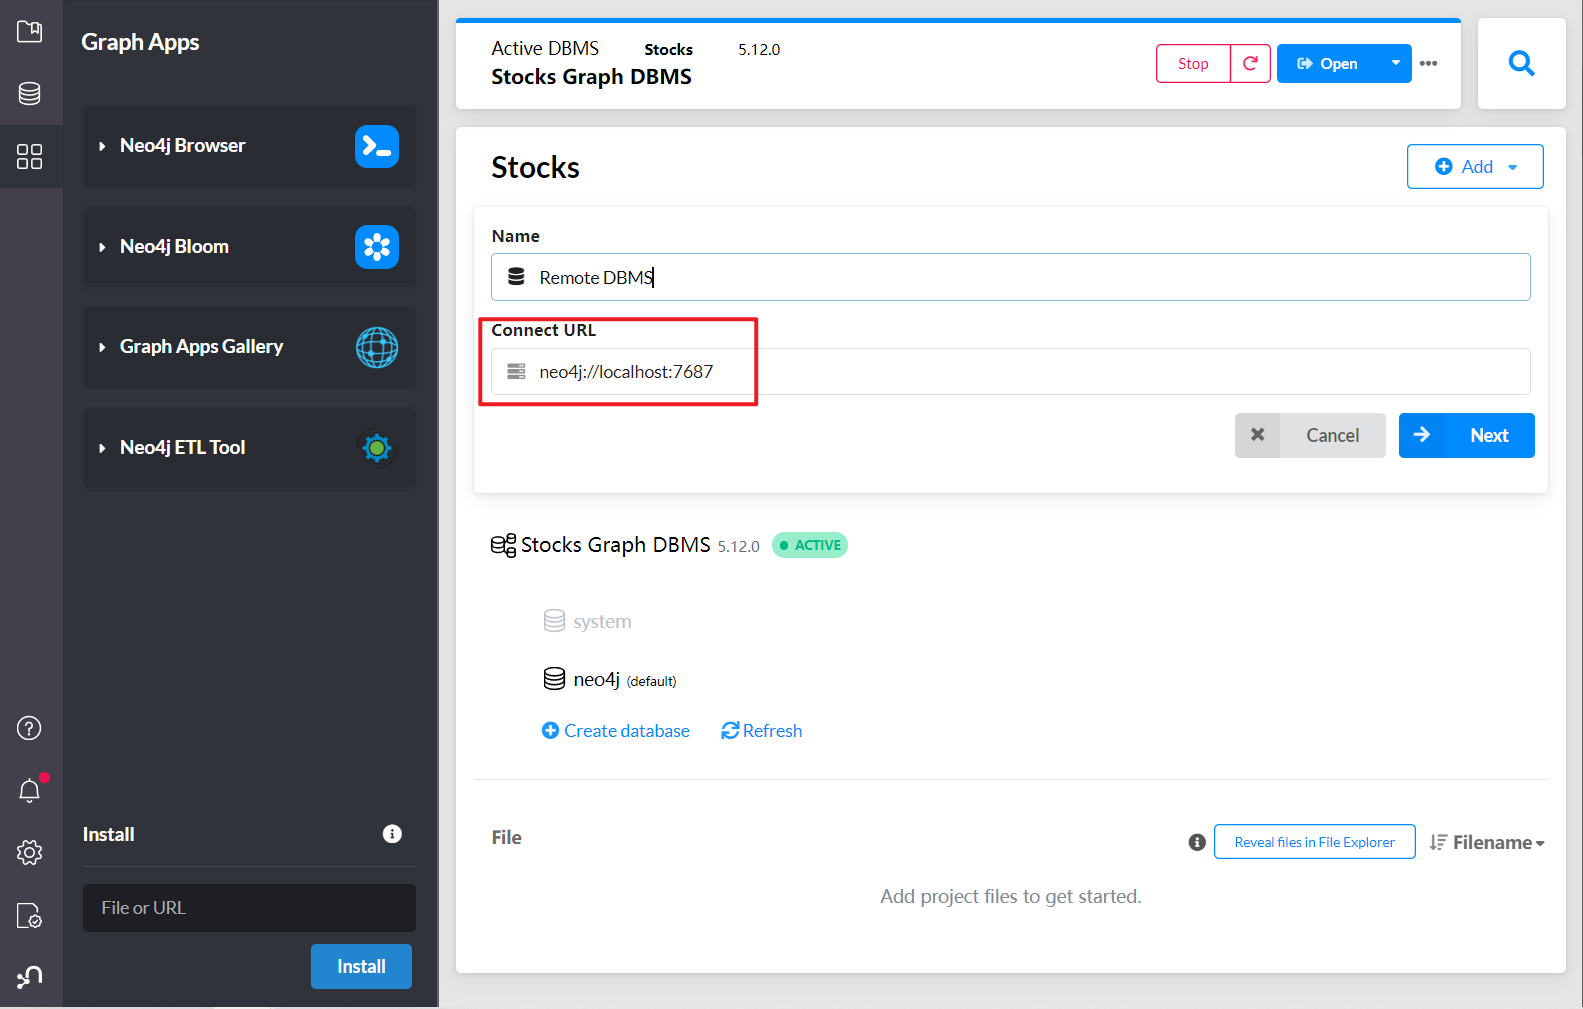 Graph Apps
Neo4j Browser
Neo4j Bloom
Graph Apps Gallery
Neo4j ETL Tool
Install
File or URL
Install
Active DBMS Stocks 5.12.0
Stocks Graph DBMS
Stop
Open
Stocks
Add
Name
Remote DBMS
Connect URL
neo4j://localhost:7687
Cancel
Next
Stocks Graph DBMS 5.12.0 ACTIVE
system
neo4j (default)
Create database Refresh
File
Reveal files in File Explorer
Filename
Add project files to get started.